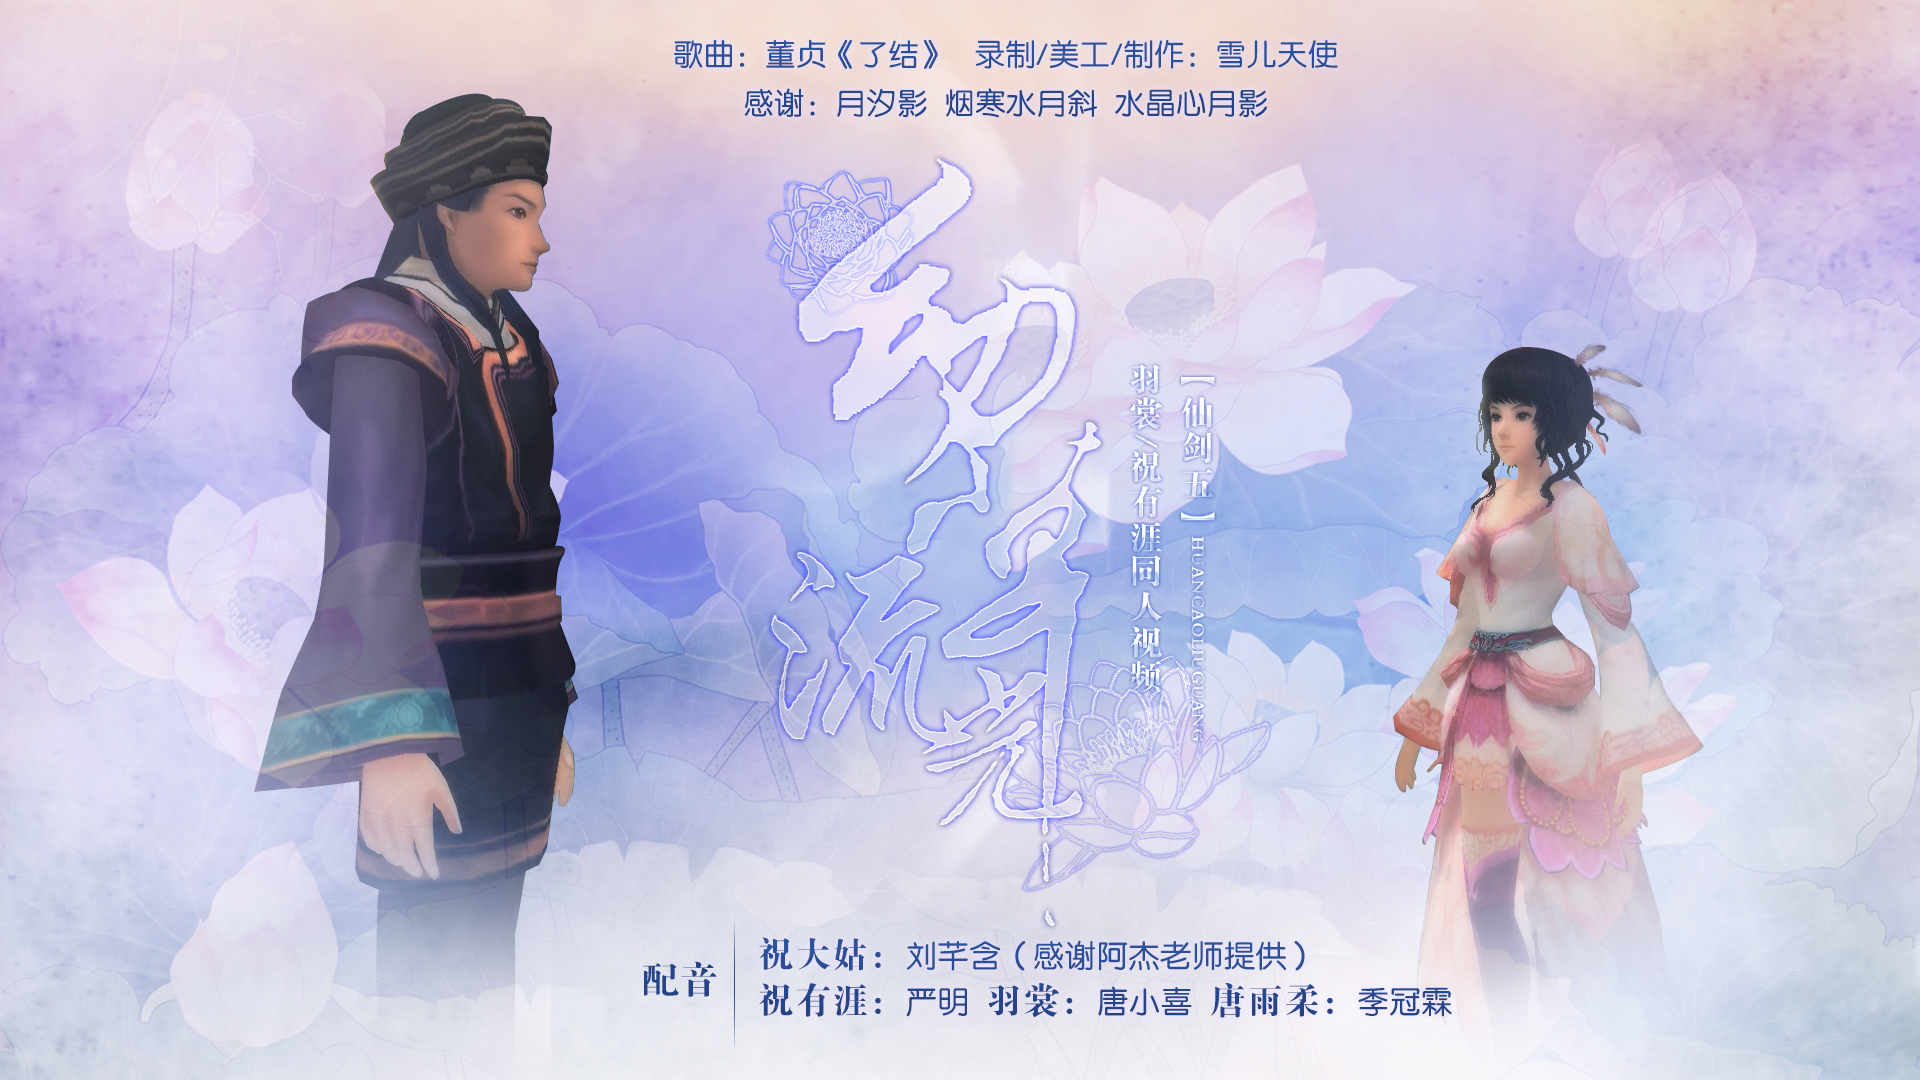 歌曲：董贞《了结》 录制/美工/制作：雪儿天使
感谢：月汐影 烟寒水月斜 水晶心月影
幻草流光
【仙剑五】HUANCAOLIUGUANG
羽裳/祝有涯同人视频
配音
祝大姑：刘芊含（感谢阿杰老师提供）
祝有涯：严明 羽裳：唐小喜 唐雨柔：季冠霖